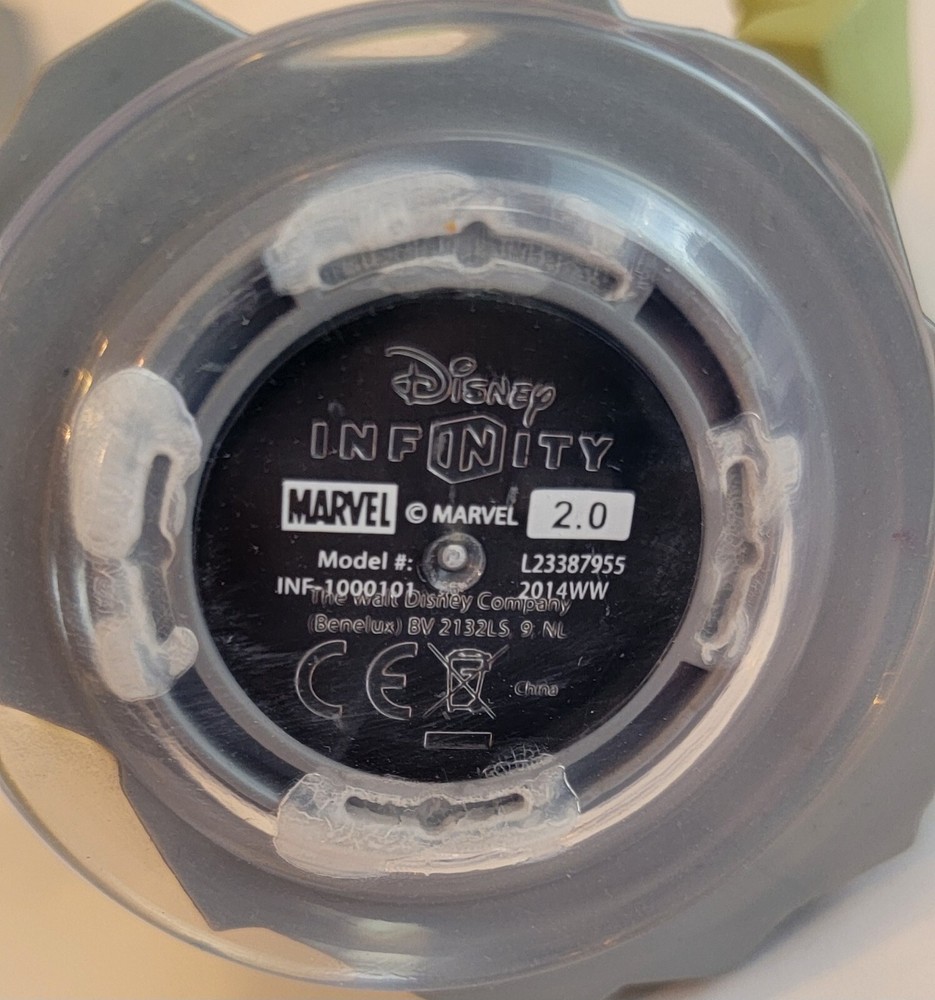 Disney
INFINITY
MARVEL © MARVEL 2.0
Model #: L23387955
INF-1000101 2014WW
The Walt Disney Company
(Benelux) BV 2132LS 9 NL
CE
China